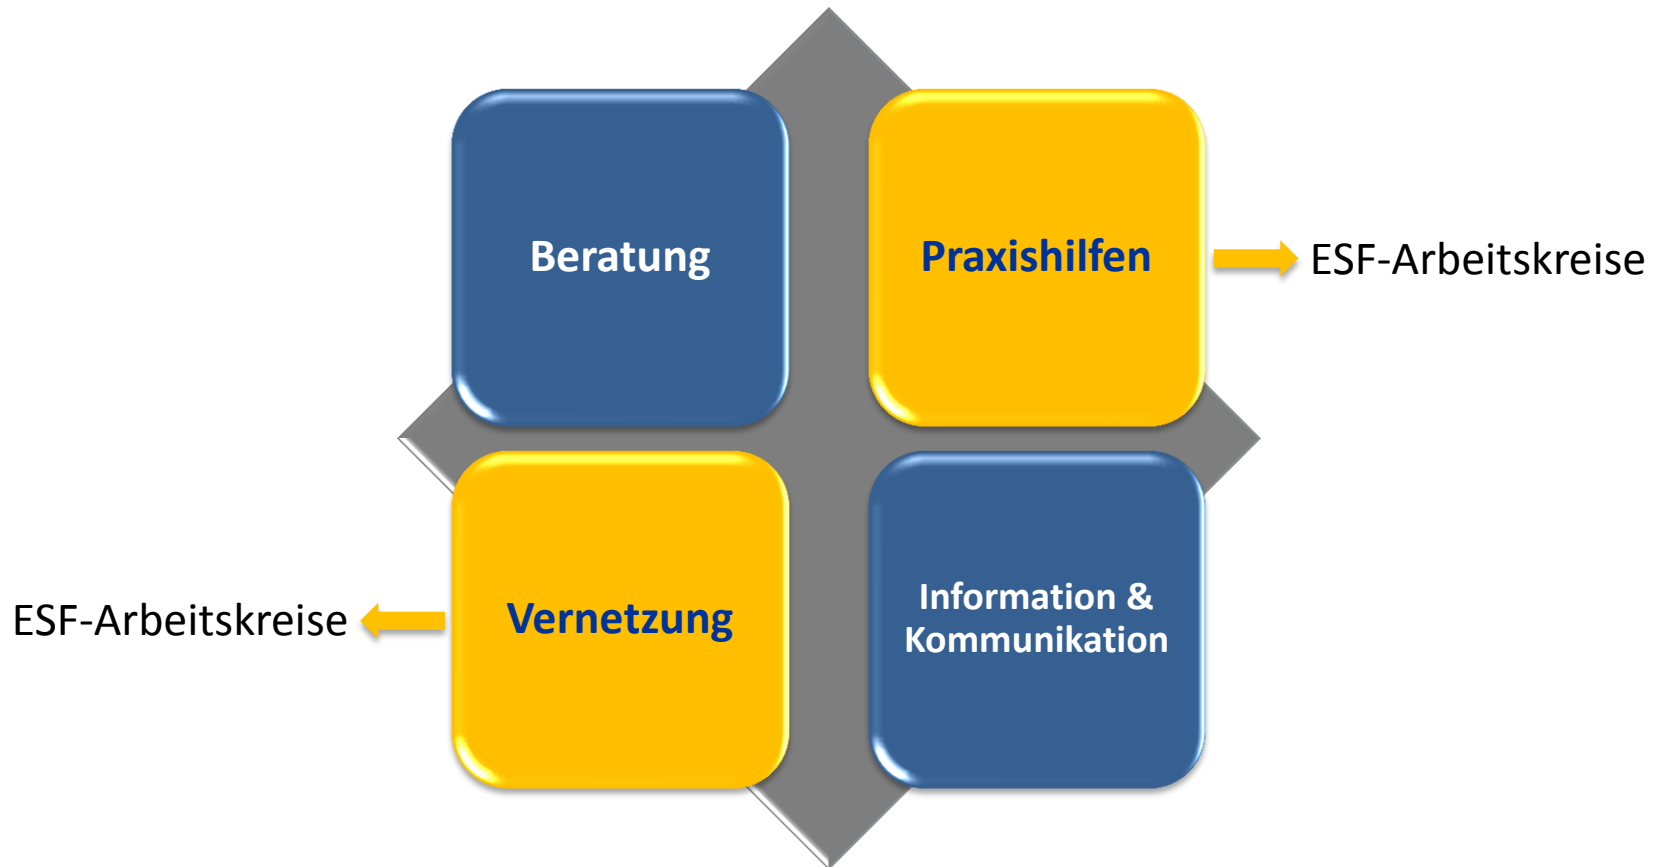 Beratung
Praxishilfen
ESF-Arbeitskreise
ESF-Arbeitskreise
Vernetzung
Information &
Kommunikation